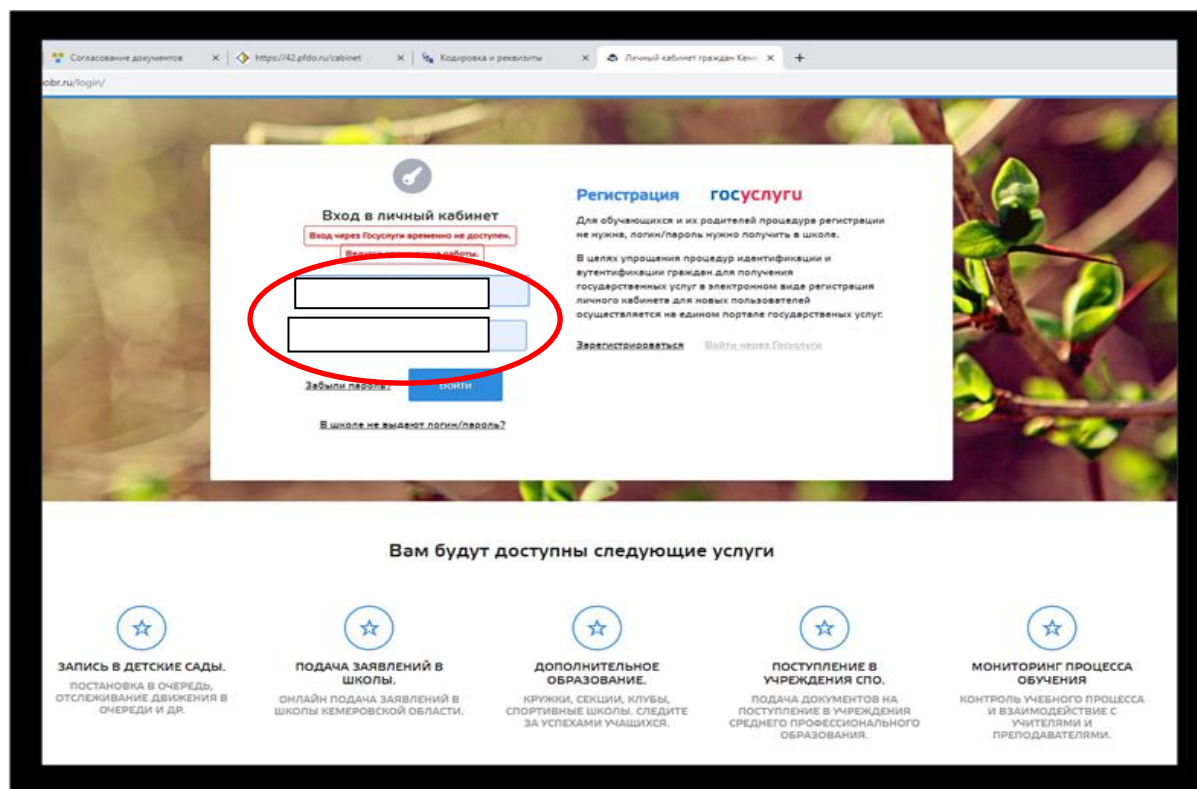 Согласование документов
https://42.pfdo.ru/cabinet
Кодировка и реквизиты
Личный кабинет граждан Кеме
obr.ru/login/
Вход в личный кабинет
Вход через Госуслуги временно не доступен.
Ведутся работы.
Забыли пароль?
Войти
В школе не выдают логин/пароль?
Регистрация госуслуги
Для обучающихся и их родителей процедура регистрации
не нужна, логин/пароль нужно получить в школе.
В целях упрощения процедур идентификации и
аутентификации граждан для получения
государственных услуг в электронном виде регистрация
личного кабинета для новых пользователей
осуществляется на едином портале государственых услуг.
Зарегистрироваться Войти через Госуслуги
Вам будут доступны следующие услуги
ЗАПИСЬ В ДЕТСКИЕ САДЫ.
ПОСТАНОВКА В ОЧЕРЕДЬ,
ОТСЛЕЖИВАНИЕ ДВИЖЕНИЯ В
ОЧЕРЕДИ И ДР.
ПОДАЧА ЗАЯВЛЕНИЙ В
ШКОЛЫ.
ОНЛАЙН ПОДАЧА ЗАЯВЛЕНИЙ В
ШКОЛЫ КЕМЕРОВСКОЙ ОБЛАСТИ.
ДОПОЛНИТЕЛЬНОЕ
ОБРАЗОВАНИЕ.
КРУЖКИ, СЕКЦИИ, КЛУБЫ,
СПОРТИВНЫЕ ШКОЛЫ. СЛЕДИТЕ
ЗА УСПЕХАМИ УЧАЩИХСЯ.
ПОСТУПЛЕНИЕ В
УЧРЕЖДЕНИЯ СПО.
ПОДАЧА ДОКУМЕНТОВ НА
ПОСТУПЛЕНИЕ В УЧРЕЖДЕНИЯ
СРЕДНЕГО ПРОФЕССИОНАЛЬНОГО
ОБРАЗОВАНИЯ.
МОНИТОРИНГ ПРОЦЕССА
ОБУЧЕНИЯ
КОНТРОЛЬ УЧЕБНОГО ПРОЦЕССА
И ВЗАИМОДЕЙСТВИЕ С
УЧИТЕЛЯМИ И
ПРЕПОДАВАТЕЛЯМИ.